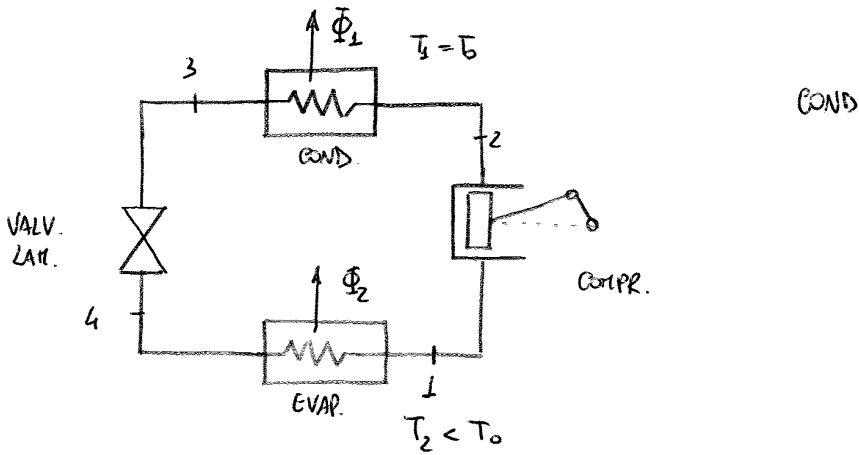 Φ₁
T₁ = T₀
3
COND
COND.
2
VALV.
LAM.
COMPR.
4
Φ₂
1
EVAP.
T₂ < T₀